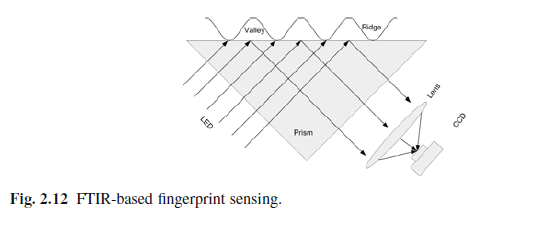 Valley
Ridge
LED
Prism
Lens
CCD
Fig. 2.12 FTIR-based fingerprint sensing.